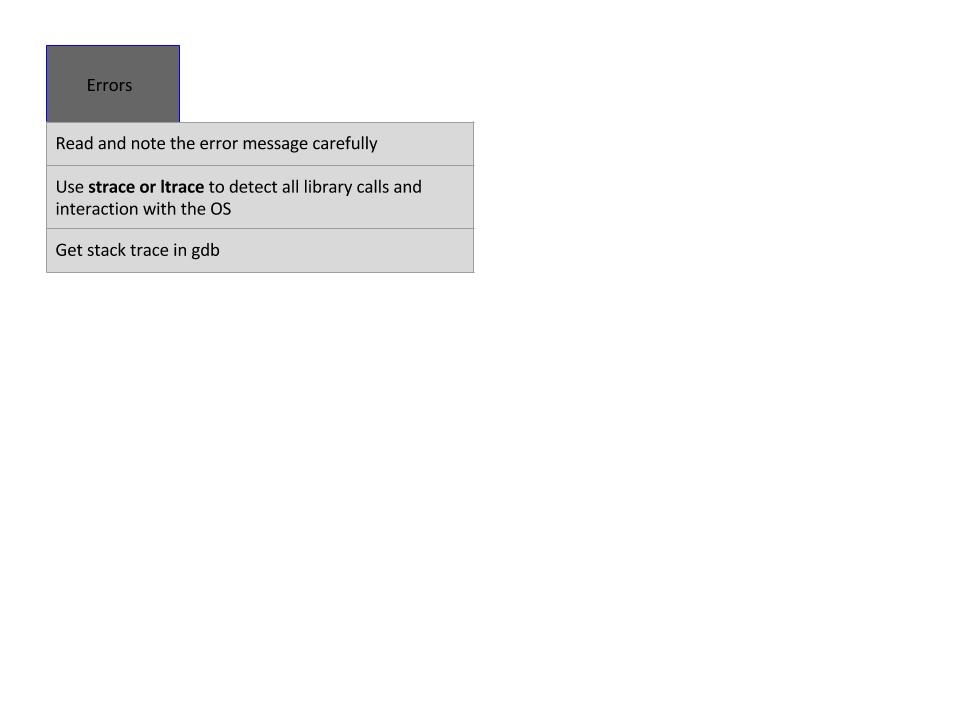 Errors
Read and note the error message carefully
Use strace or ltrace to detect all library calls and
interaction with the OS
Get stack trace in gdb